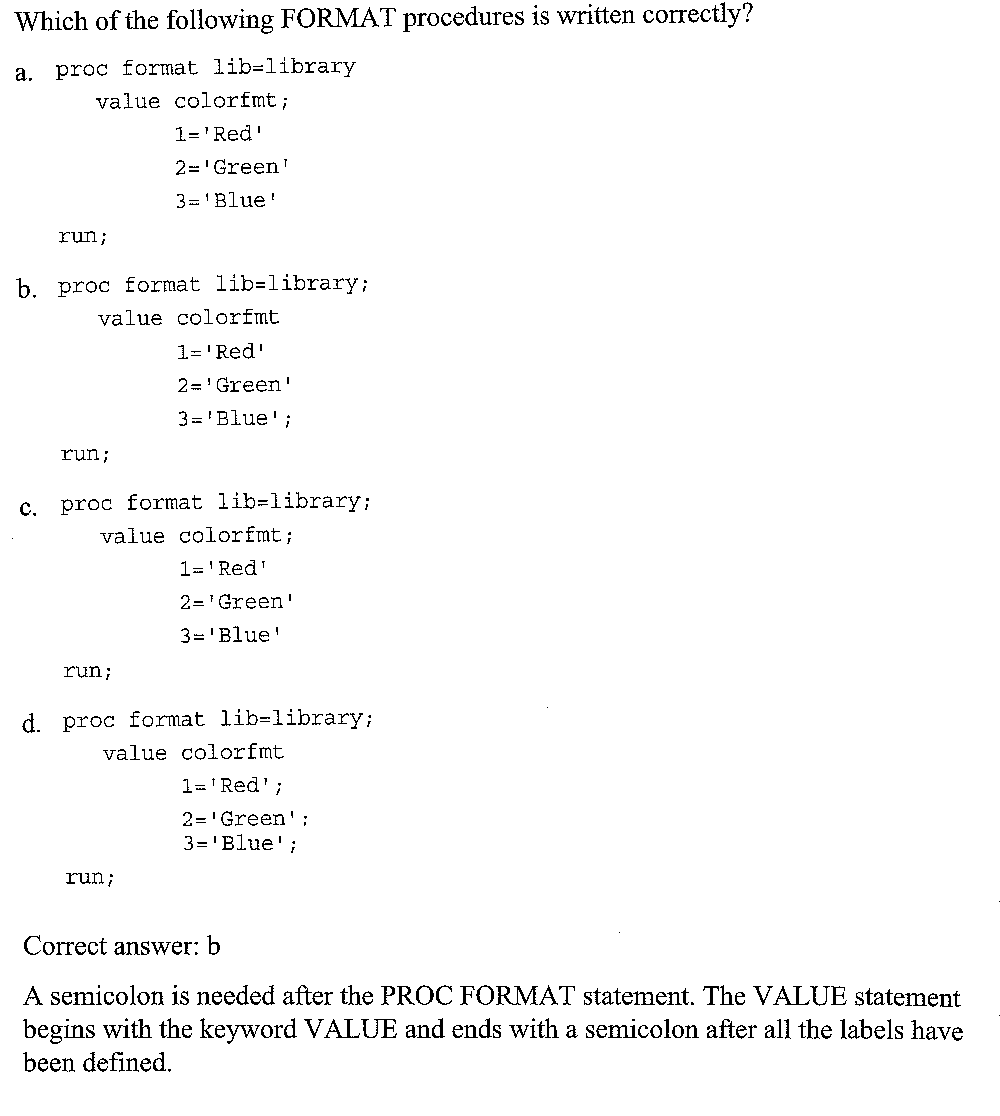 Which of the following FORMAT procedures is written correctly?
a. proc format lib=library
value colorfmt;
1='Red'
2='Green'
3='Blue'
run;
b. proc format lib=library;
value colorfmt
1='Red'
2='Green'
3='Blue';
run;
c. proc format lib=library;
value colorfmt;
1='Red'
2='Green'
3='Blue'
run;
d. proc format lib=library;
value colorfmt
1='Red';
2='Green';
3='Blue';
run;
Correct answer: b
A semicolon is needed after the PROC FORMAT statement. The VALUE statement
begins with the keyword VALUE and ends with a semicolon after all the labels have
been defined.